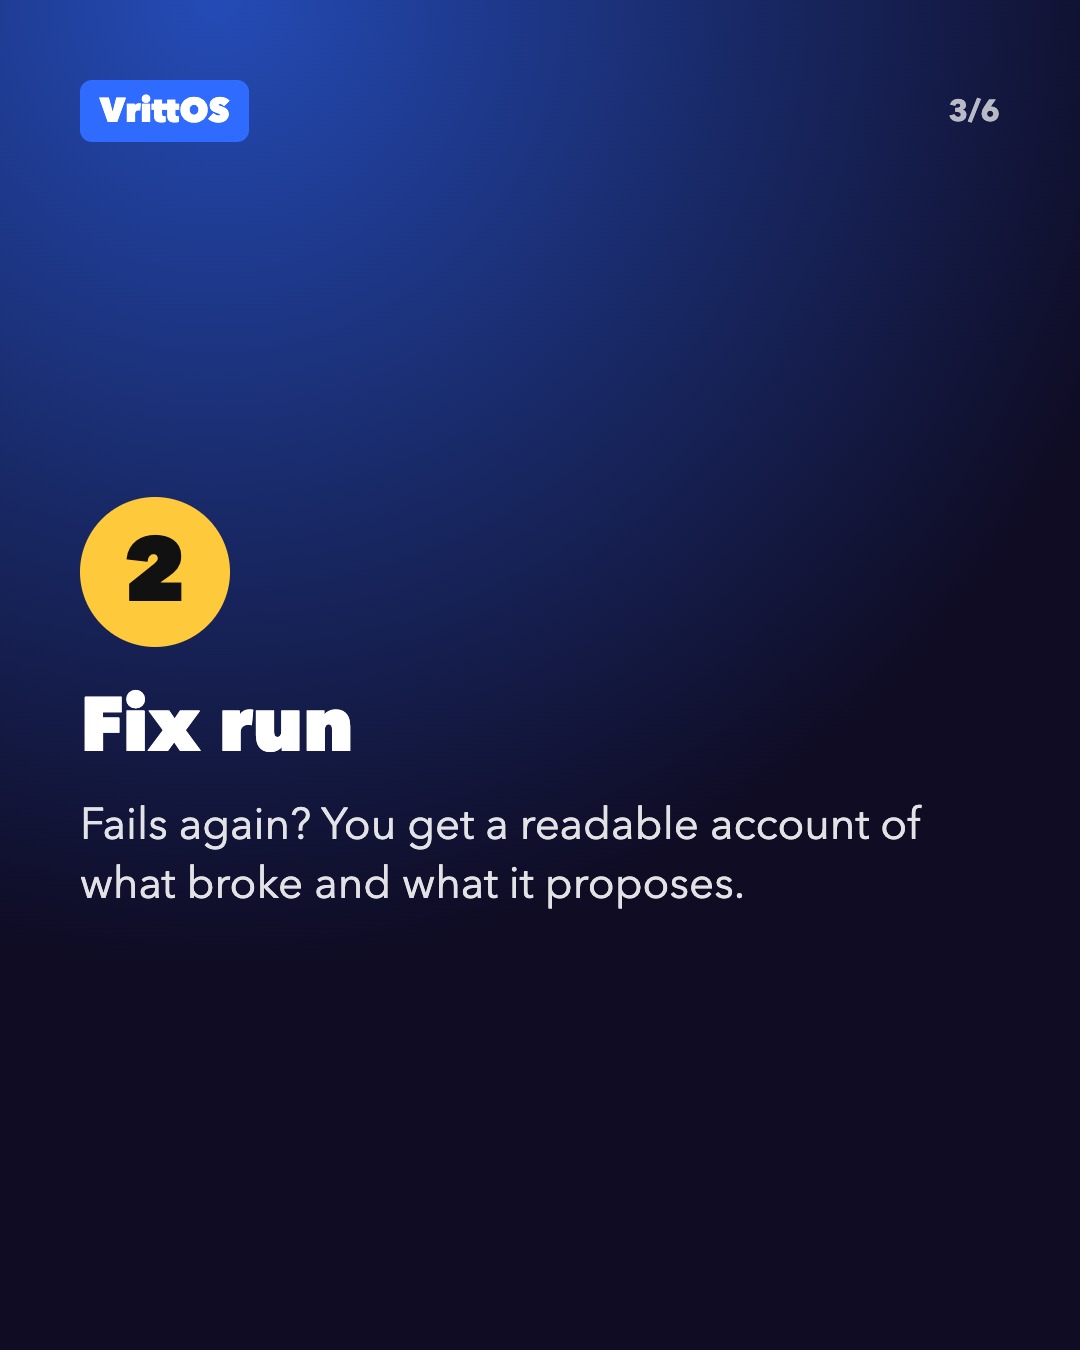 VrittOS
3/6
2
Fix run
Fails again? You get a readable account of
what broke and what it proposes.